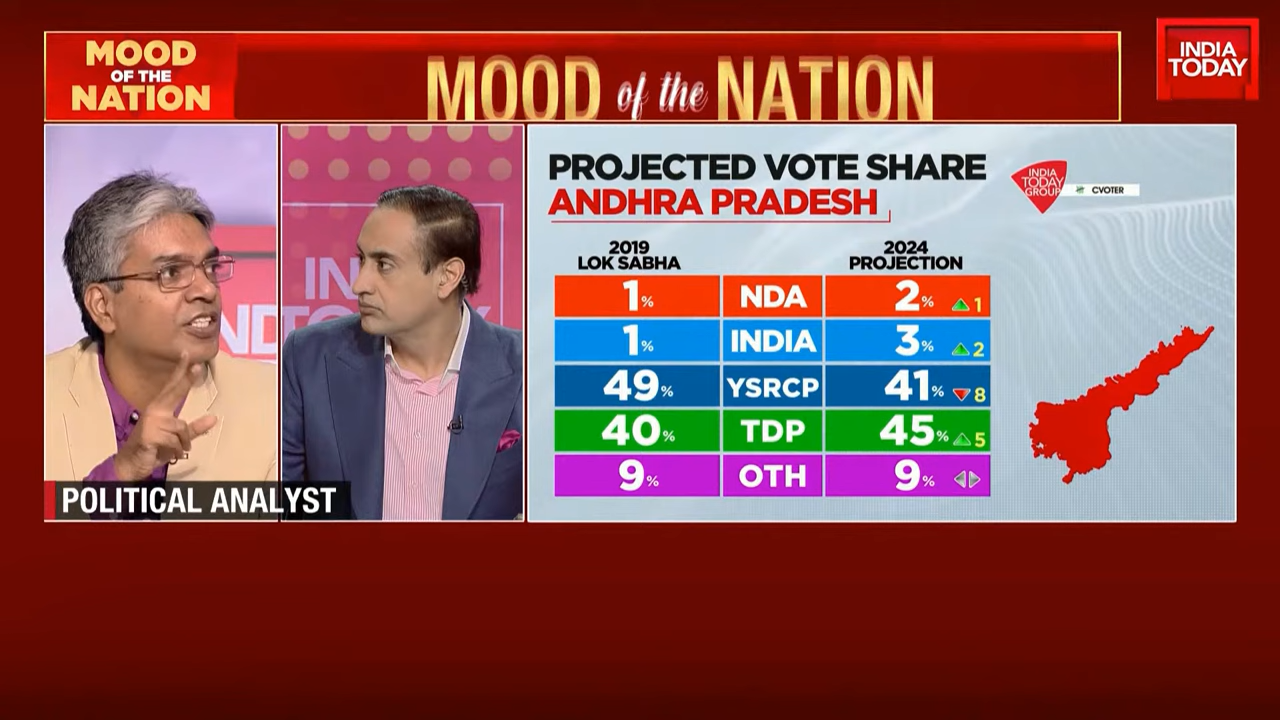 MOOD
OF THE
NATION
MOOD of the NATION
INDIA
TODAY
PROJECTED VOTE SHARE
ANDHRA PRADESH
INDIA
TODAY
GROUP
CVOTER
2019
LOK SABHA
2024
PROJECTION
1% NDA 2% 1
1% INDIA 3% 2
49% YSRCP 41% 8
40% TDP 45% 5
9% OTH 9%
POLITICAL ANALYST